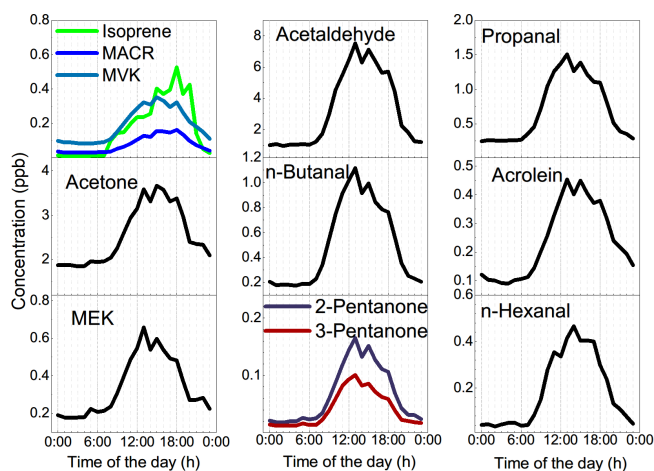 Concentration (ppb)
0.8
0.6
0.4
0.2
Isoprene
MACR
MVK
8
6
4
2
Acetaldehyde
2.0
1.5
1.0
0.5
Propanal
4
3
2
Acetone
1.2
1.0
0.8
0.6
0.4
0.2
n-Butanal
0.5
0.4
0.3
0.2
0.1
Acrolein
0.8
0.6
0.4
0.2
MEK
0:00 6:00 12:00 18:00 0:00
Time of the day (h)
0.2
0.1
2-Pentanone
3-Pentanone
0:00 6:00 12:00 18:00 0:00
Time of the day (h)
0.6
0.4
0.2
n-Hexanal
0:00 6:00 12:00 18:00 0:00
Time of the day (h)